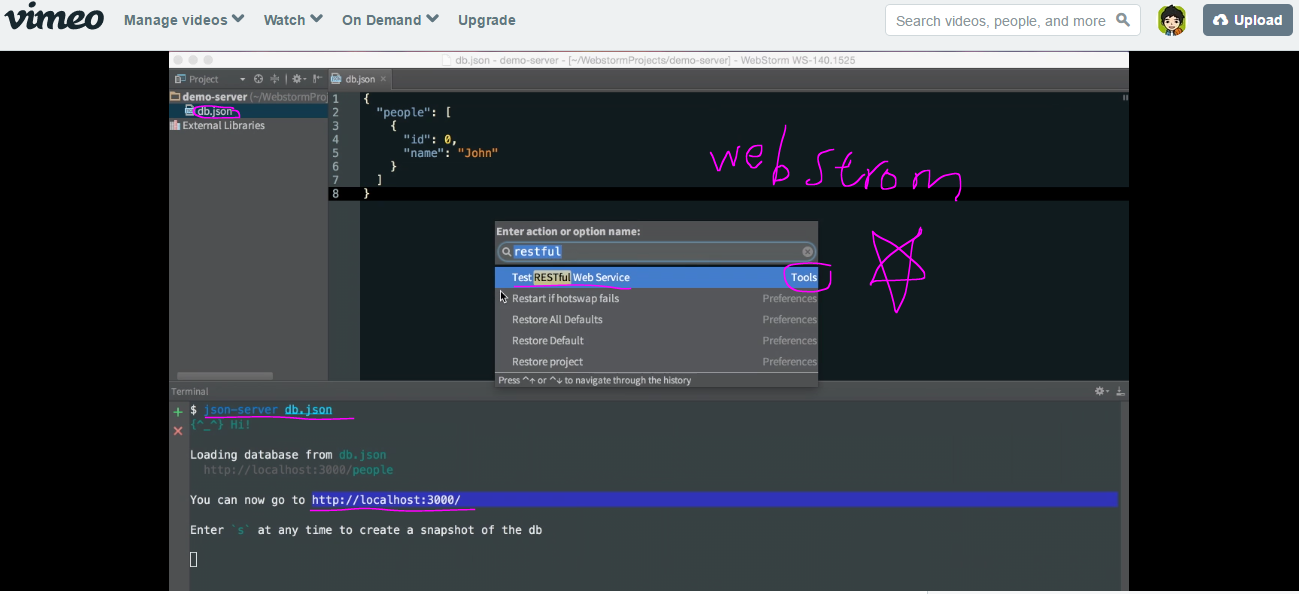 vimeo Manage videos Watch On Demand Upgrade Search videos, people, and more Upload
db.json - demo-server - [~/WebstormProjects/demo-server] - WebStorm WS-140.1525
Project db.json
demo-server (~/WebstormProj
db.json
External Libraries
1 {
2 "people": [
3 {
4 "id": 0,
5 "name": "John"
6 }
7 ]
8 }
webStrom
Enter action or option name:
restful
Test RESTful Web Service Tools
Restart if hotswap fails Preferences
Restore All Defaults Preferences
Restore Default Preferences
Restore project Preferences
Press ^↑ or ^↓ to navigate through the history
Terminal
$ json-server db.json
{^_^} Hi!
Loading database from db.json
http://localhost:3000/people
You can now go to http://localhost:3000/
Enter `s` at any time to create a snapshot of the db